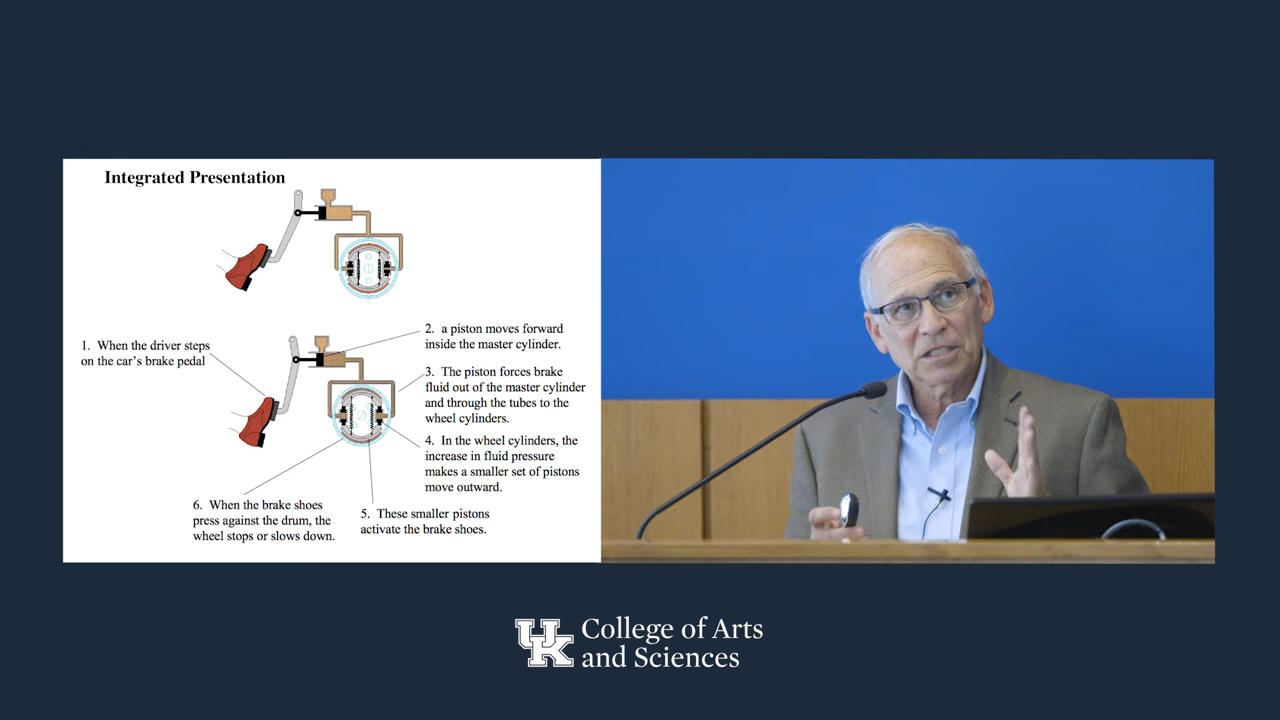 Integrated Presentation
1. When the driver steps
on the car's brake pedal
2. a piston moves forward
inside the master cylinder.
3. The piston forces brake
fluid out of the master cylinder
and through the tubes to the
wheel cylinders.
4. In the wheel cylinders, the
increase in fluid pressure
makes a smaller set of pistons
move outward.
5. These smaller pistons
activate the brake shoes.
6. When the brake shoes
press against the drum, the
wheel stops or slows down.
UK
College of Arts
and Sciences